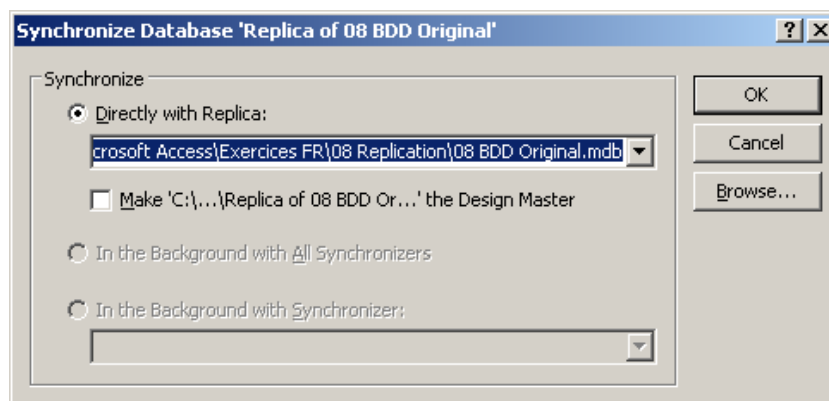 Synchronize Database 'Replica of 08 BDD Original'
Synchronize
Directly with Replica:
crosoft Access\Exercices FR\08 Replication\08 BDD Original.mdb
Make 'C:\...\Replica of 08 BDD Or...' the Design Master
In the Background with All Synchronizers
In the Background with Synchronizer:
OK
Cancel
Browse...